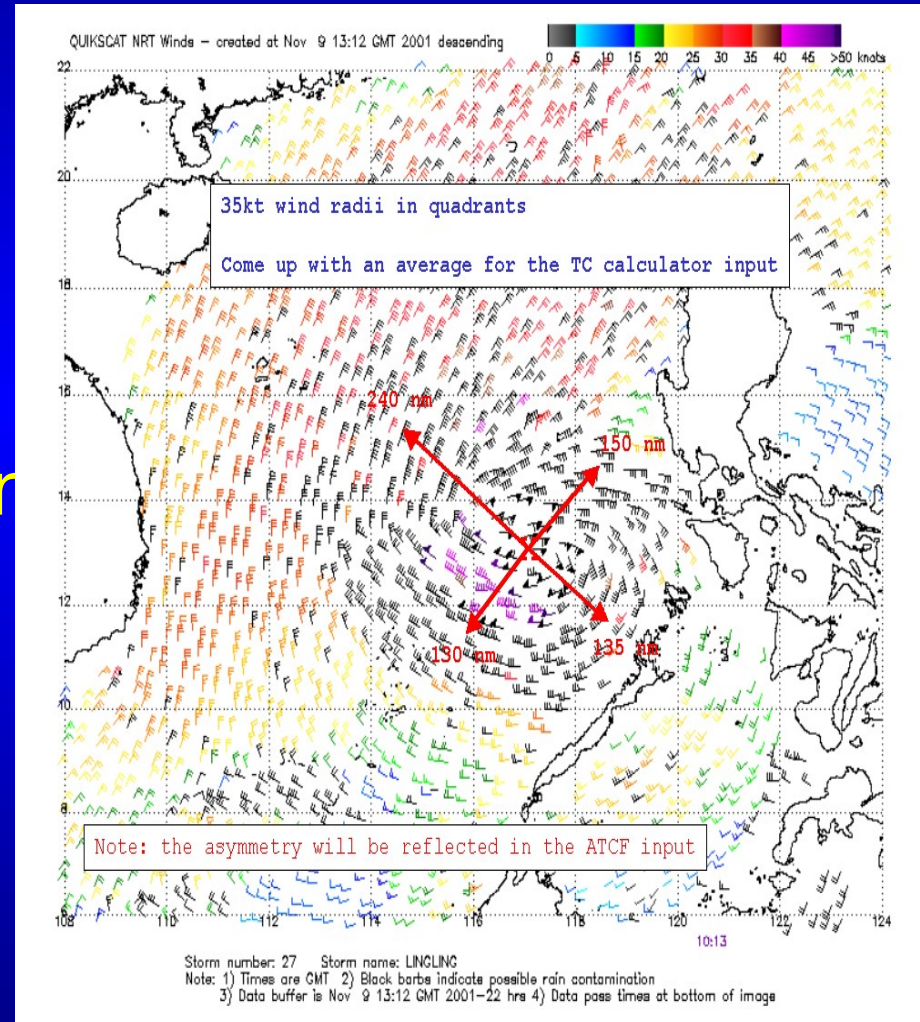 QUIKSCAT NRT Winds – created at Nov 9 13:12 GMT 2001 descending
0 5 10 15 20 25 30 35 40 45 >50 knots
22
20
18
16
14
12
10
8
6
35kt wind radii in quadrants
Come up with an average for the TC calculator input
240 nm
150 nm
130 nm
135 nm
Note: the asymmetry will be reflected in the ATCF input
108 110 112 114 116 118 120 122 124
10:13
Storm number: 27 Storm name: LINGLING
Note: 1) Times are GMT 2) Black barbs indicate possible rain contamination
3) Data buffer is Nov 9 13:12 GMT 2001–22 hrs 4) Data pass times at bottom of image